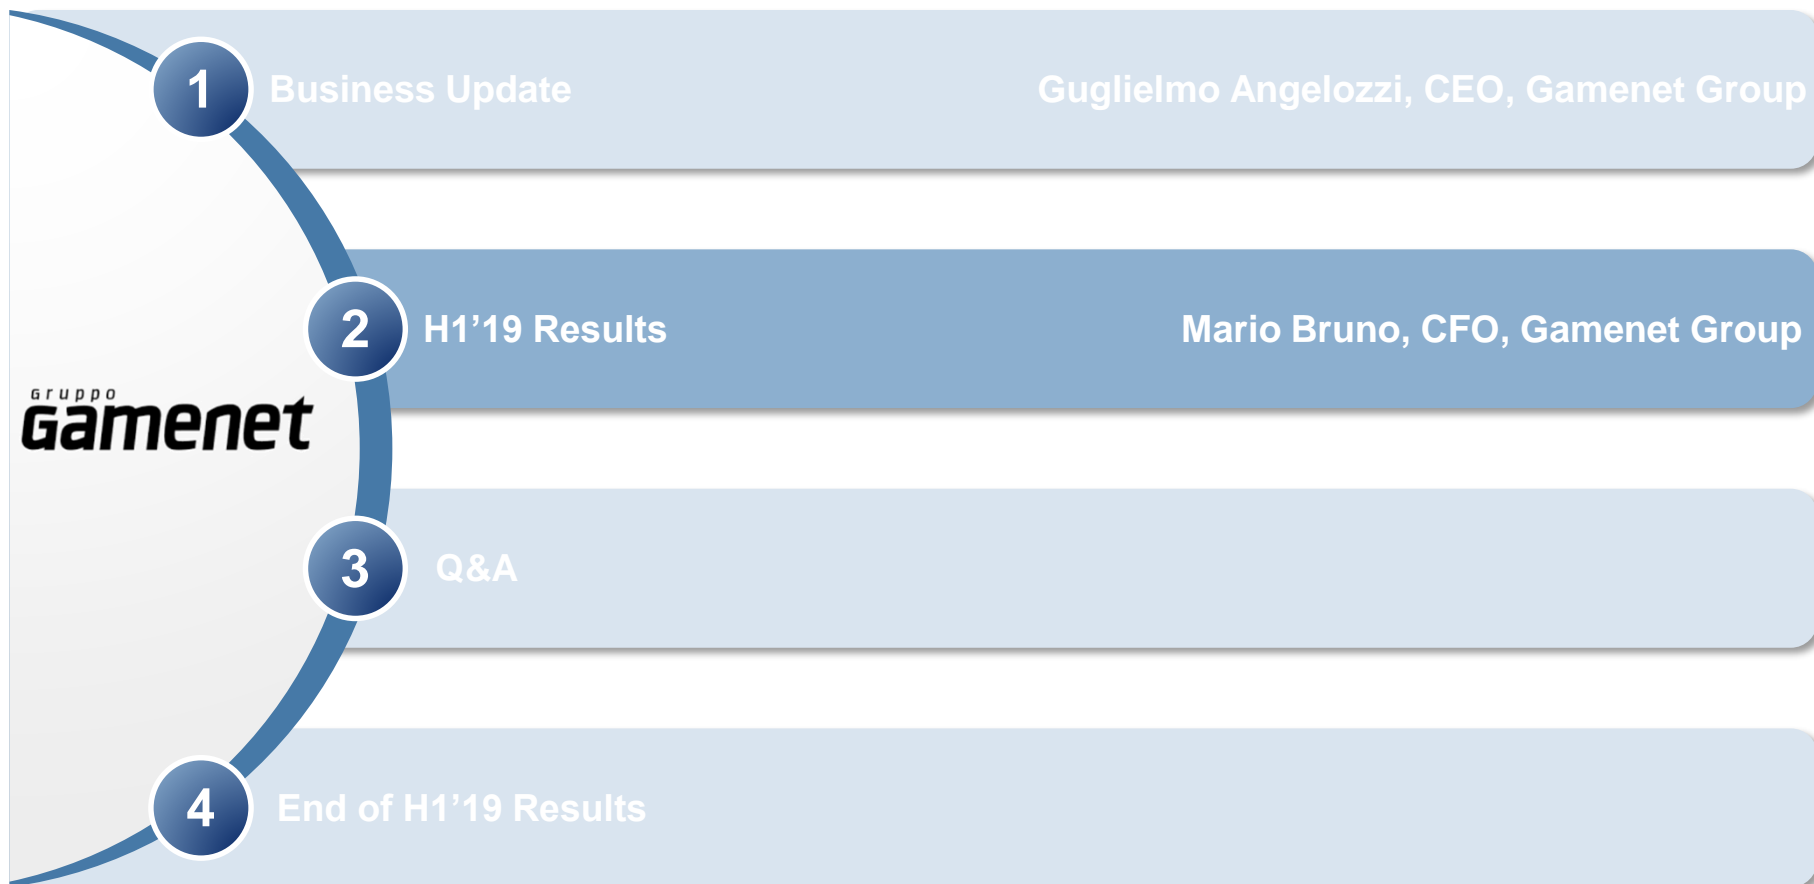 1
Business Update
Guglielmo Angelozzi, CEO, Gamenet Group
2
H1’19 Results
Mario Bruno, CFO, Gamenet Group
Gruppo
Gamenet
3
Q&A
4
End of H1’19 Results